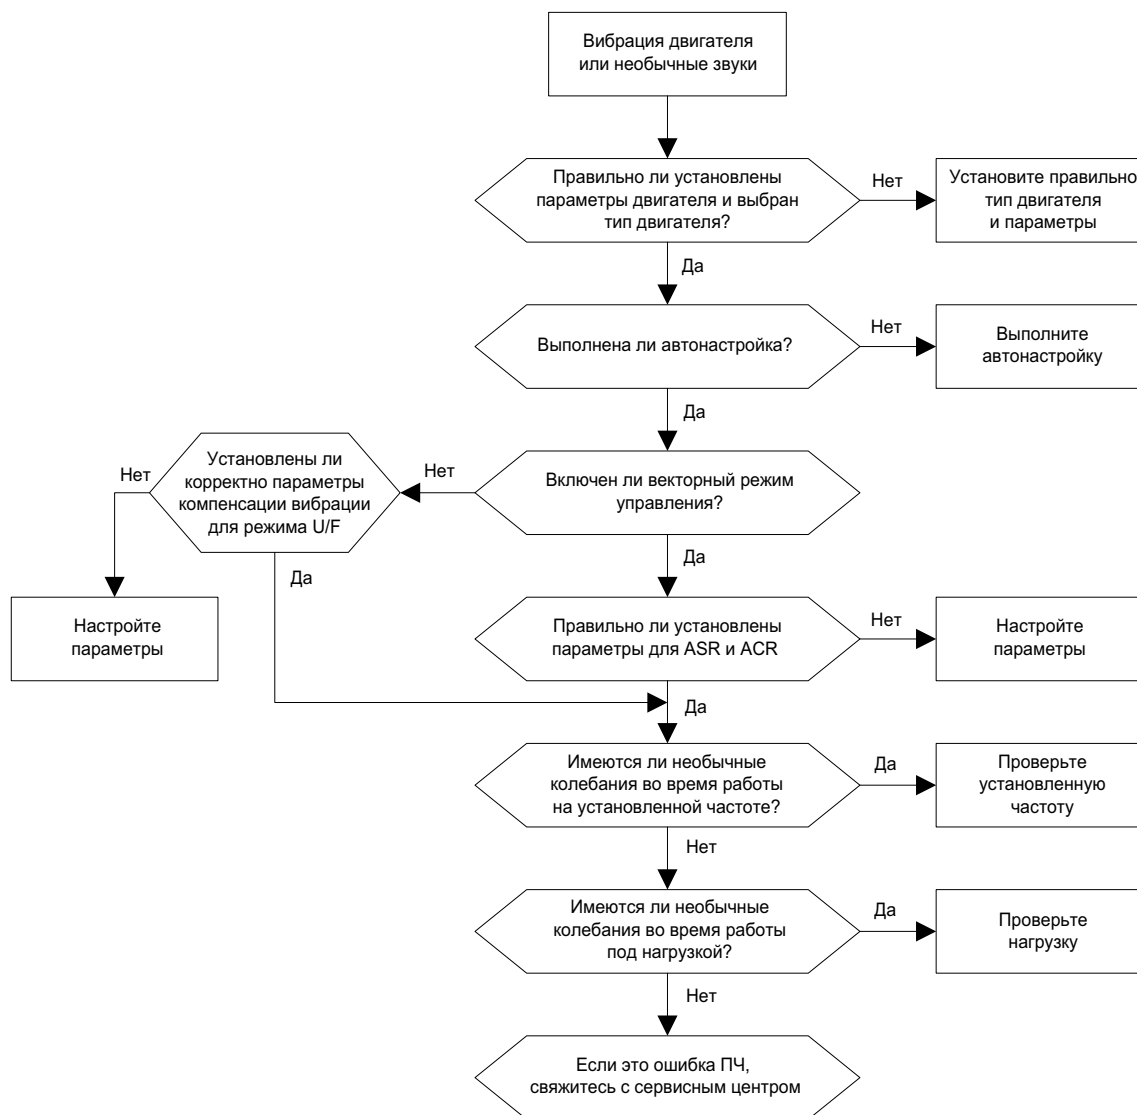 Вибрация двигателя
или необычные звуки
Правильно ли установлены
параметры двигателя и выбран
тип двигателя?
Нет
Установите правильно
тип двигателя
и параметры
Да
Выполнена ли автонастройка?
Нет
Выполните
автонастройку
Да
Включен ли векторный режим
управления?
Нет
Установлены ли
корректно параметры
компенсации вибрации
для режима U/F
Нет
Настройте
параметры
Да
Да
Правильно ли установлены
параметры для ASR и ACR
Нет
Настройте
параметры
Да
Имеются ли необычные
колебания во время работы
на установленной частоте?
Да
Проверьте
установленную
частоту
Нет
Имеются ли необычные
колебания во время работы
под нагрузкой?
Да
Проверьте
нагрузку
Нет
Если это ошибка ПЧ,
свяжитесь с сервисным центром